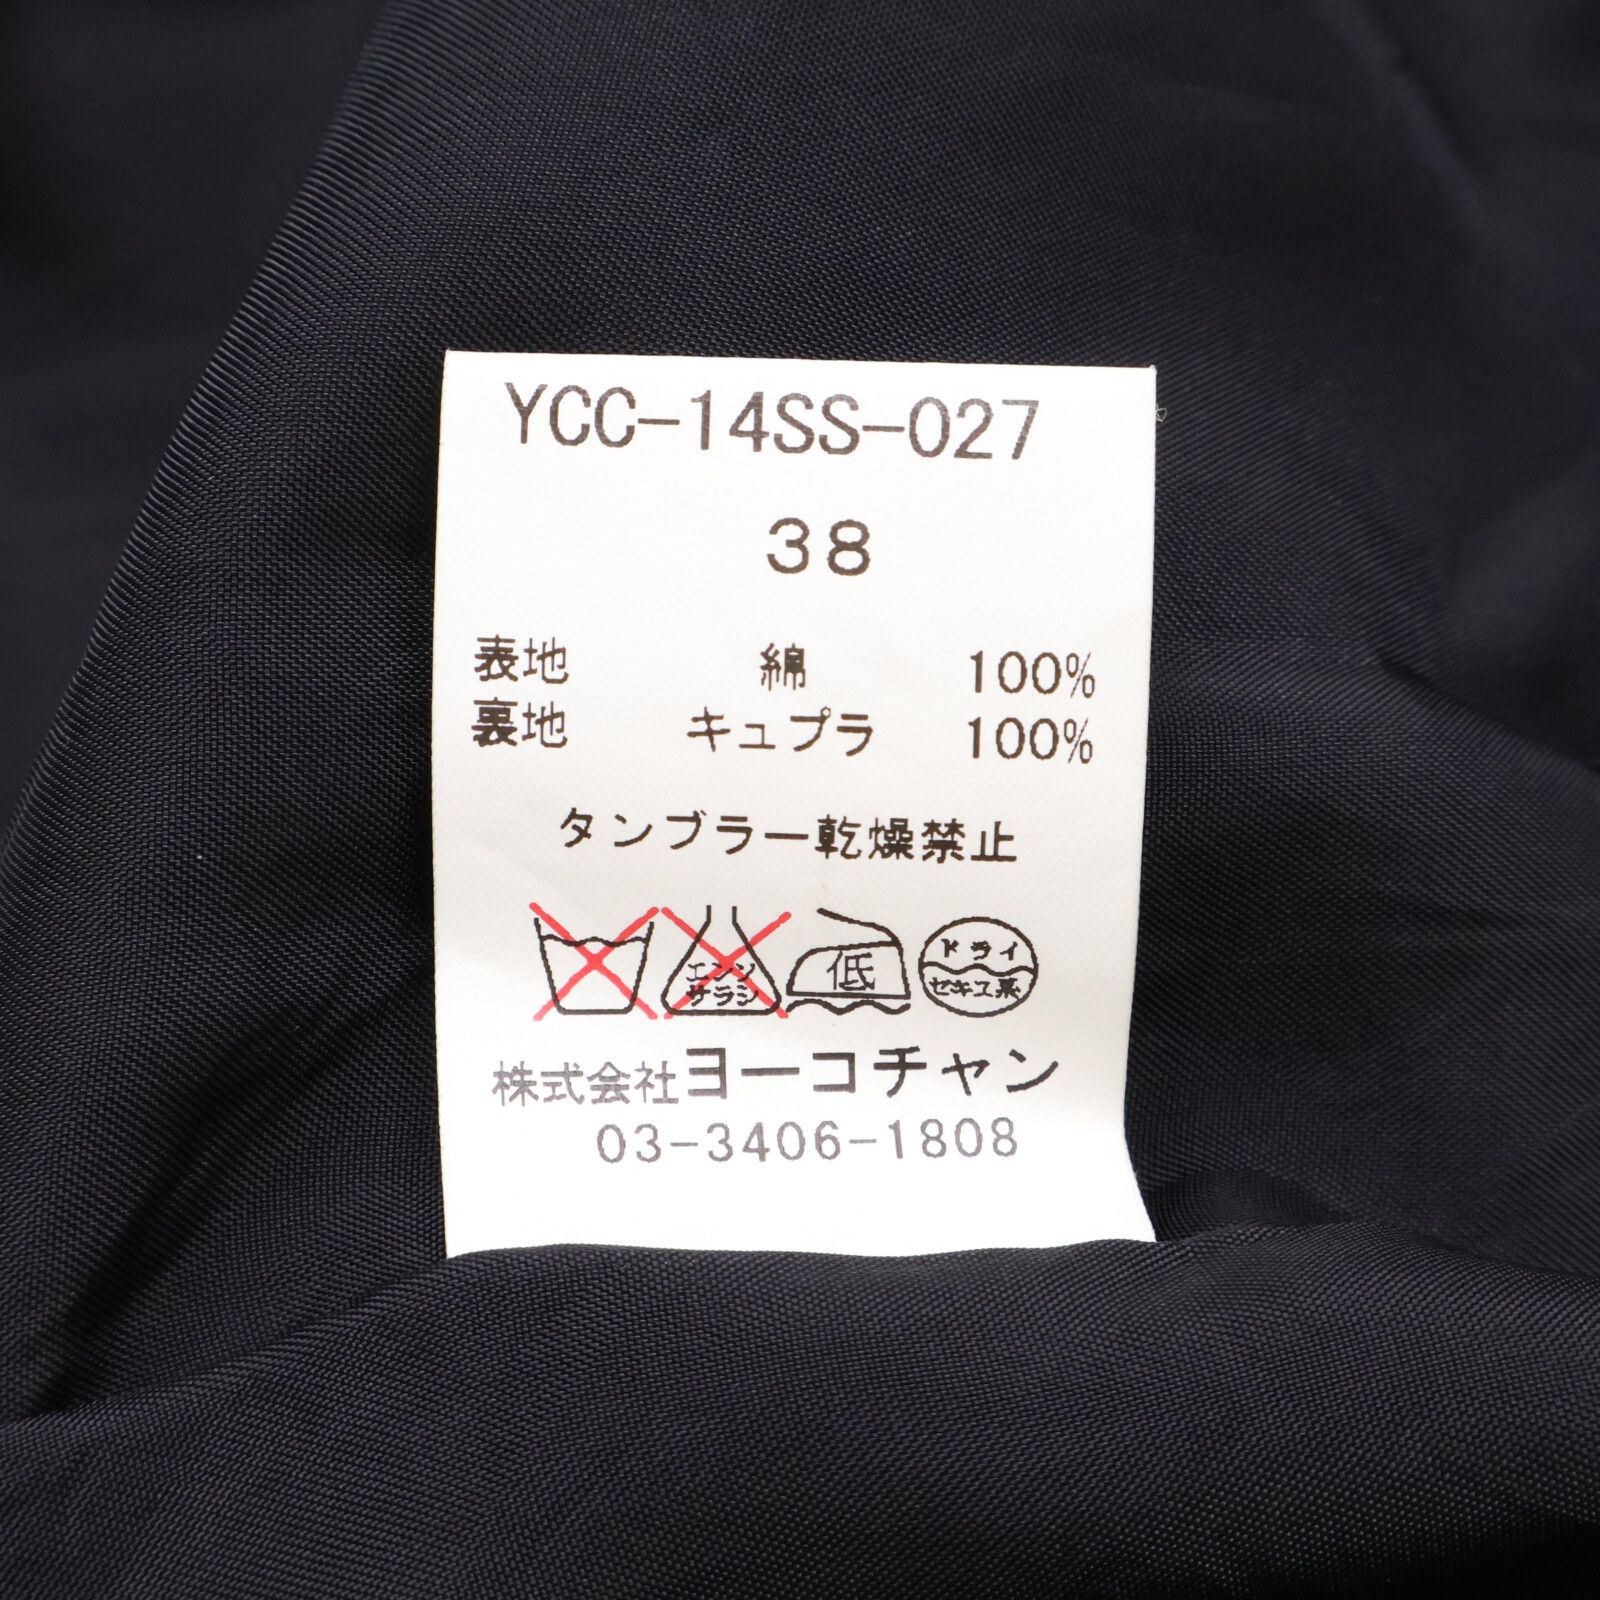 YCC-14SS-027
38
表地 綿 100%
裏地 キュプラ 100%
タンブラー乾燥禁止
エンソ
サラシ
低
ドライ
セキユ系
株式会社ヨーコチャン
03-3406-1808